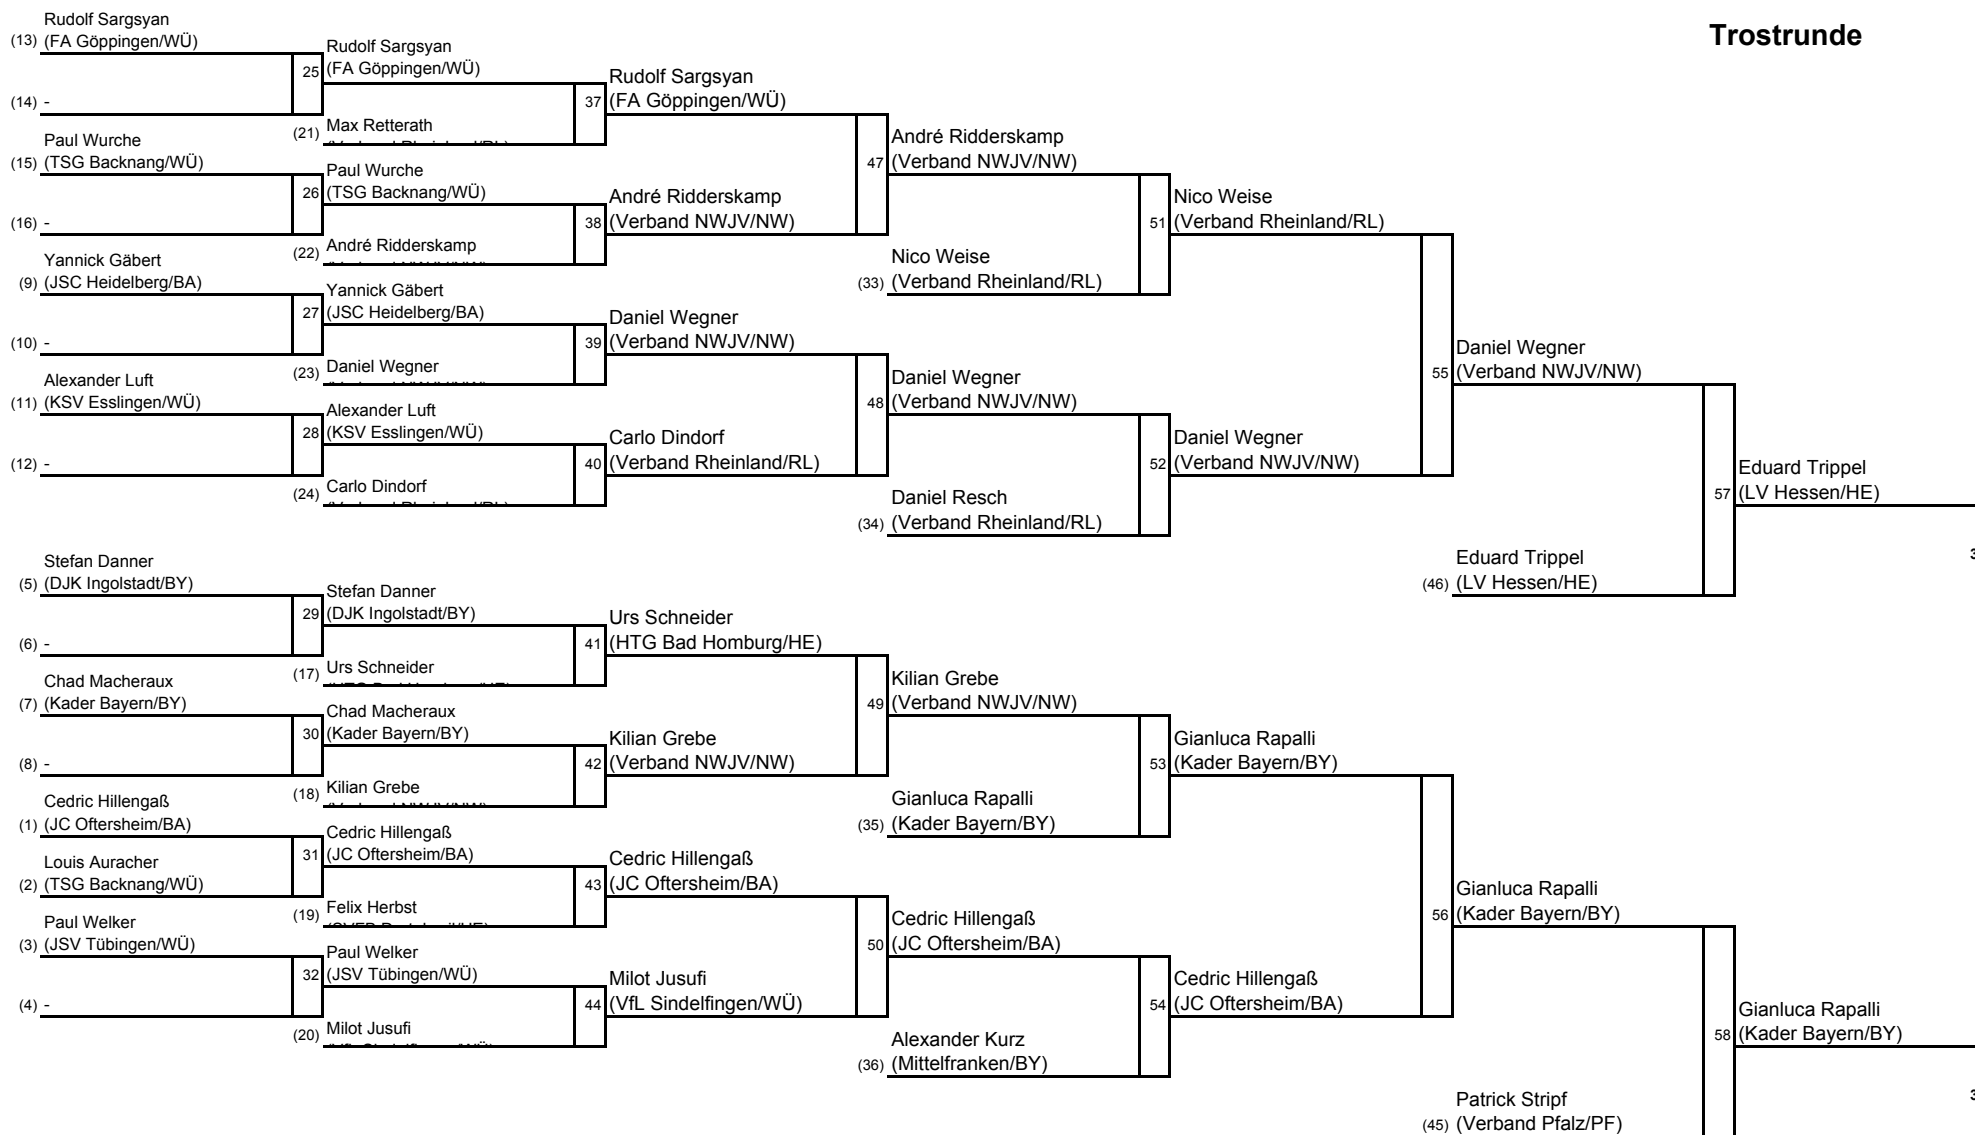 Trostrunde
Rudolf Sargsyan
(13) (FA Göppingen/WÜ)
(14) -
Paul Wurche
(15) (TSG Backnang/WÜ)
(16) -
Yannick Gäbert
(9) (JSC Heidelberg/BA)
(10) -
Alexander Luft
(11) (KSV Esslingen/WÜ)
(12) -
Stefan Danner
(5) (DJK Ingolstadt/BY)
(6) -
Chad Macheraux
(7) (Kader Bayern/BY)
(8) -
Cedric Hillengaß
(1) (JC Oftersheim/BA)
Louis Auracher
(2) (TSG Backnang/WÜ)
Paul Welker
(3) (JSV Tübingen/WÜ)
(4) -
Rudolf Sargsyan
25 (FA Göppingen/WÜ)
(21) Max Retterath
Paul Wurche
26 (TSG Backnang/WÜ)
(22) André Ridderskamp
Yannick Gäbert
27 (JSC Heidelberg/BA)
(23) Daniel Wegner
Alexander Luft
28 (KSV Esslingen/WÜ)
(24) Carlo Dindorf
Stefan Danner
29 (DJK Ingolstadt/BY)
(17) Urs Schneider
Chad Macheraux
30 (Kader Bayern/BY)
(18) Kilian Grebe
Cedric Hillengaß
31 (JC Oftersheim/BA)
(19) Felix Herbst
Paul Welker
32 (JSV Tübingen/WÜ)
(20) Milot Jusufi
Rudolf Sargsyan
37 (FA Göppingen/WÜ)
André Ridderskamp
38 (Verband NWJV/NW)
Daniel Wegner
39 (Verband NWJV/NW)
Carlo Dindorf
40 (Verband Rheinland/RL)
Urs Schneider
41 (HTG Bad Homburg/HE)
Kilian Grebe
42 (Verband NWJV/NW)
Cedric Hillengaß
43 (JC Oftersheim/BA)
Milot Jusufi
44 (VfL Sindelfingen/WÜ)
André Ridderskamp
47 (Verband NWJV/NW)
Nico Weise
(33) (Verband Rheinland/RL)
Daniel Wegner
48 (Verband NWJV/NW)
Daniel Resch
(34) (Verband Rheinland/RL)
Kilian Grebe
49 (Verband NWJV/NW)
Gianluca Rapalli
(35) (Kader Bayern/BY)
Cedric Hillengaß
50 (JC Oftersheim/BA)
Alexander Kurz
(36) (Mittelfranken/BY)
Nico Weise
51 (Verband Rheinland/RL)
Daniel Wegner
52 (Verband NWJV/NW)
Gianluca Rapalli
53 (Kader Bayern/BY)
Cedric Hillengaß
54 (JC Oftersheim/BA)
Daniel Wegner
55 (Verband NWJV/NW)
Eduard Trippel
(46) (LV Hessen/HE)
Gianluca Rapalli
56 (Kader Bayern/BY)
Patrick Stripf
(45) (Verband Pfalz/PF)
Eduard Trippel
57 (LV Hessen/HE)
Gianluca Rapalli
58 (Kader Bayern/BY)